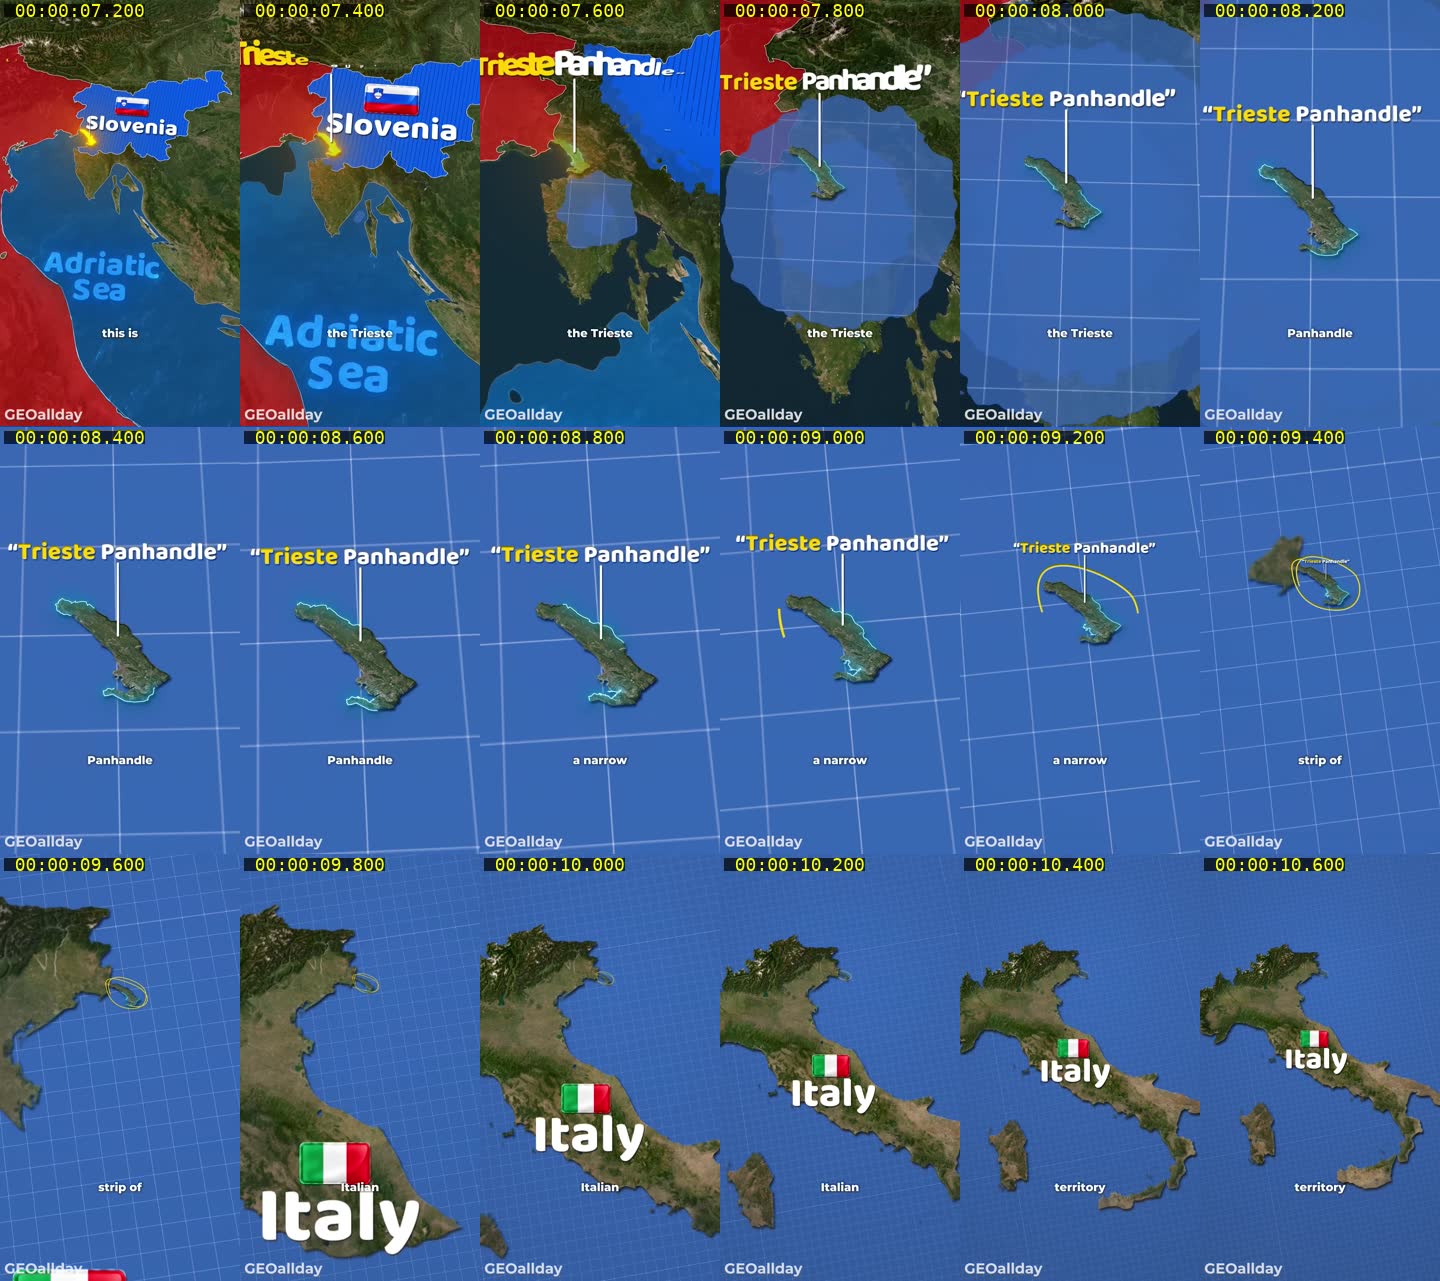 00:00:07.200
Slovenia
Adriatic
Sea
this is
GEOallday
00:00:07.400
Trieste
Slovenia
Adriatic
Sea
the Trieste
GEOallday
00:00:07.600
Trieste Panhandle
the Trieste
GEOallday
00:00:07.800
Trieste Panhandle”
the Trieste
GEOallday
00:00:08.000
“Trieste Panhandle”
the Trieste
GEOallday
00:00:08.200
“Trieste Panhandle”
Panhandle
GEOallday
00:00:08.400
“Trieste Panhandle”
Panhandle
GEOallday
00:00:08.600
“Trieste Panhandle”
Panhandle
GEOallday
00:00:08.800
“Trieste Panhandle”
a narrow
GEOallday
00:00:09.000
“Trieste Panhandle”
a narrow
GEOallday
00:00:09.200
“Trieste Panhandle”
a narrow
GEOallday
00:00:09.400
“Trieste Panhandle”
strip of
GEOallday
00:00:09.600
strip of
GEOallday
00:00:09.800
Italian
Italy
GEOallday
00:00:10.000
Italy
Italian
GEOallday
00:00:10.200
Italy
Italian
GEOallday
00:00:10.400
Italy
territory
GEOallday
00:00:10.600
Italy
territory
GEOallday